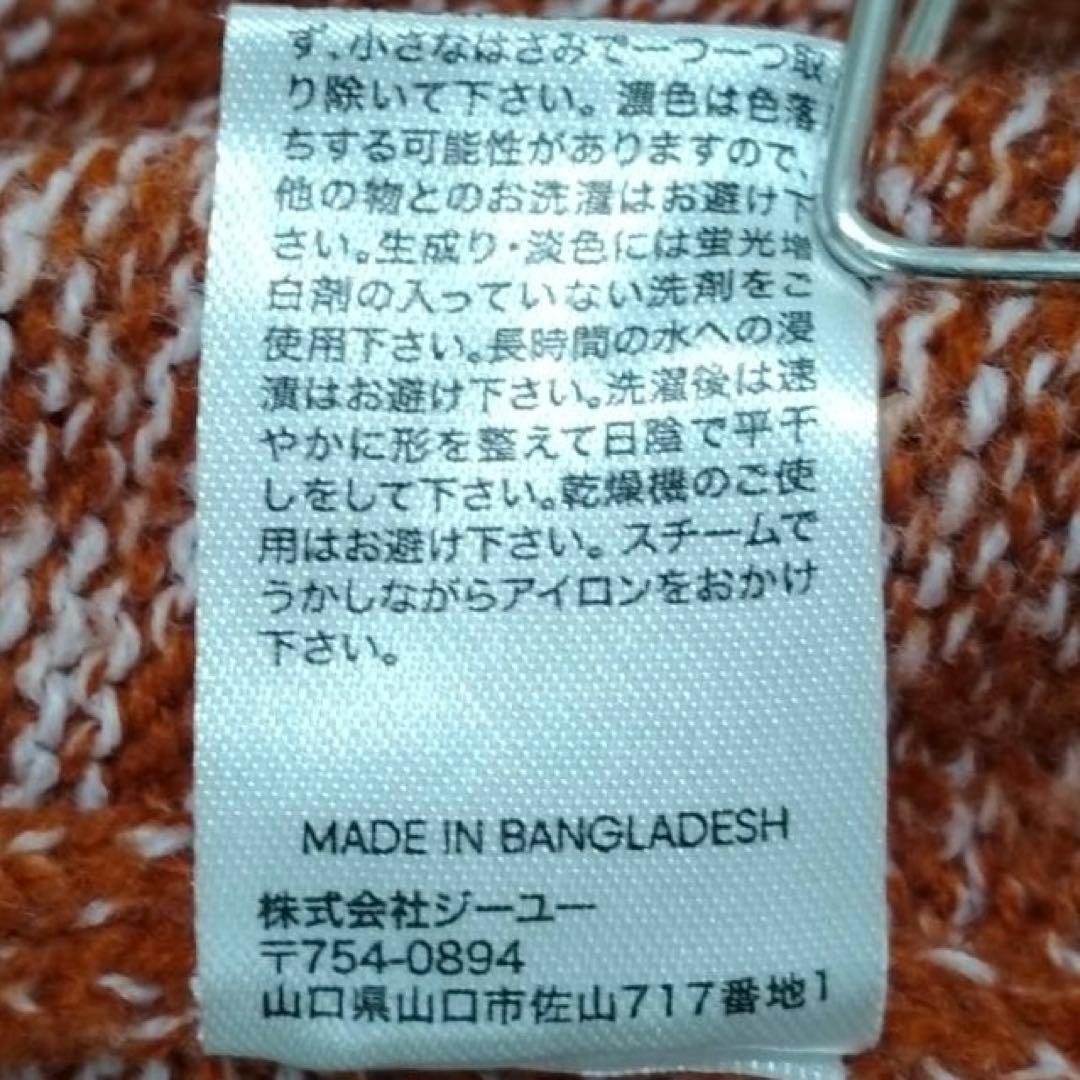 ず、小さなはさみで一つ一つ取
り除いて下さい。濃色は色落
ちする可能性がありますので、
他の物とのお洗濯はお避け下
さい。生成り・淡色には蛍光増
白剤の入っていない洗剤をご
使用下さい。長時間の水への浸
漬はお避け下さい。洗濯後は速
やかに形を整えて日陰で平干
しをして下さい。乾燥機のご使
用はお避け下さい。スチームで
うかしながらアイロンをおかけ
下さい。
MADE IN BANGLADESH
株式会社ジーユー
〒754-0894
山口県山口市佐山717番地1